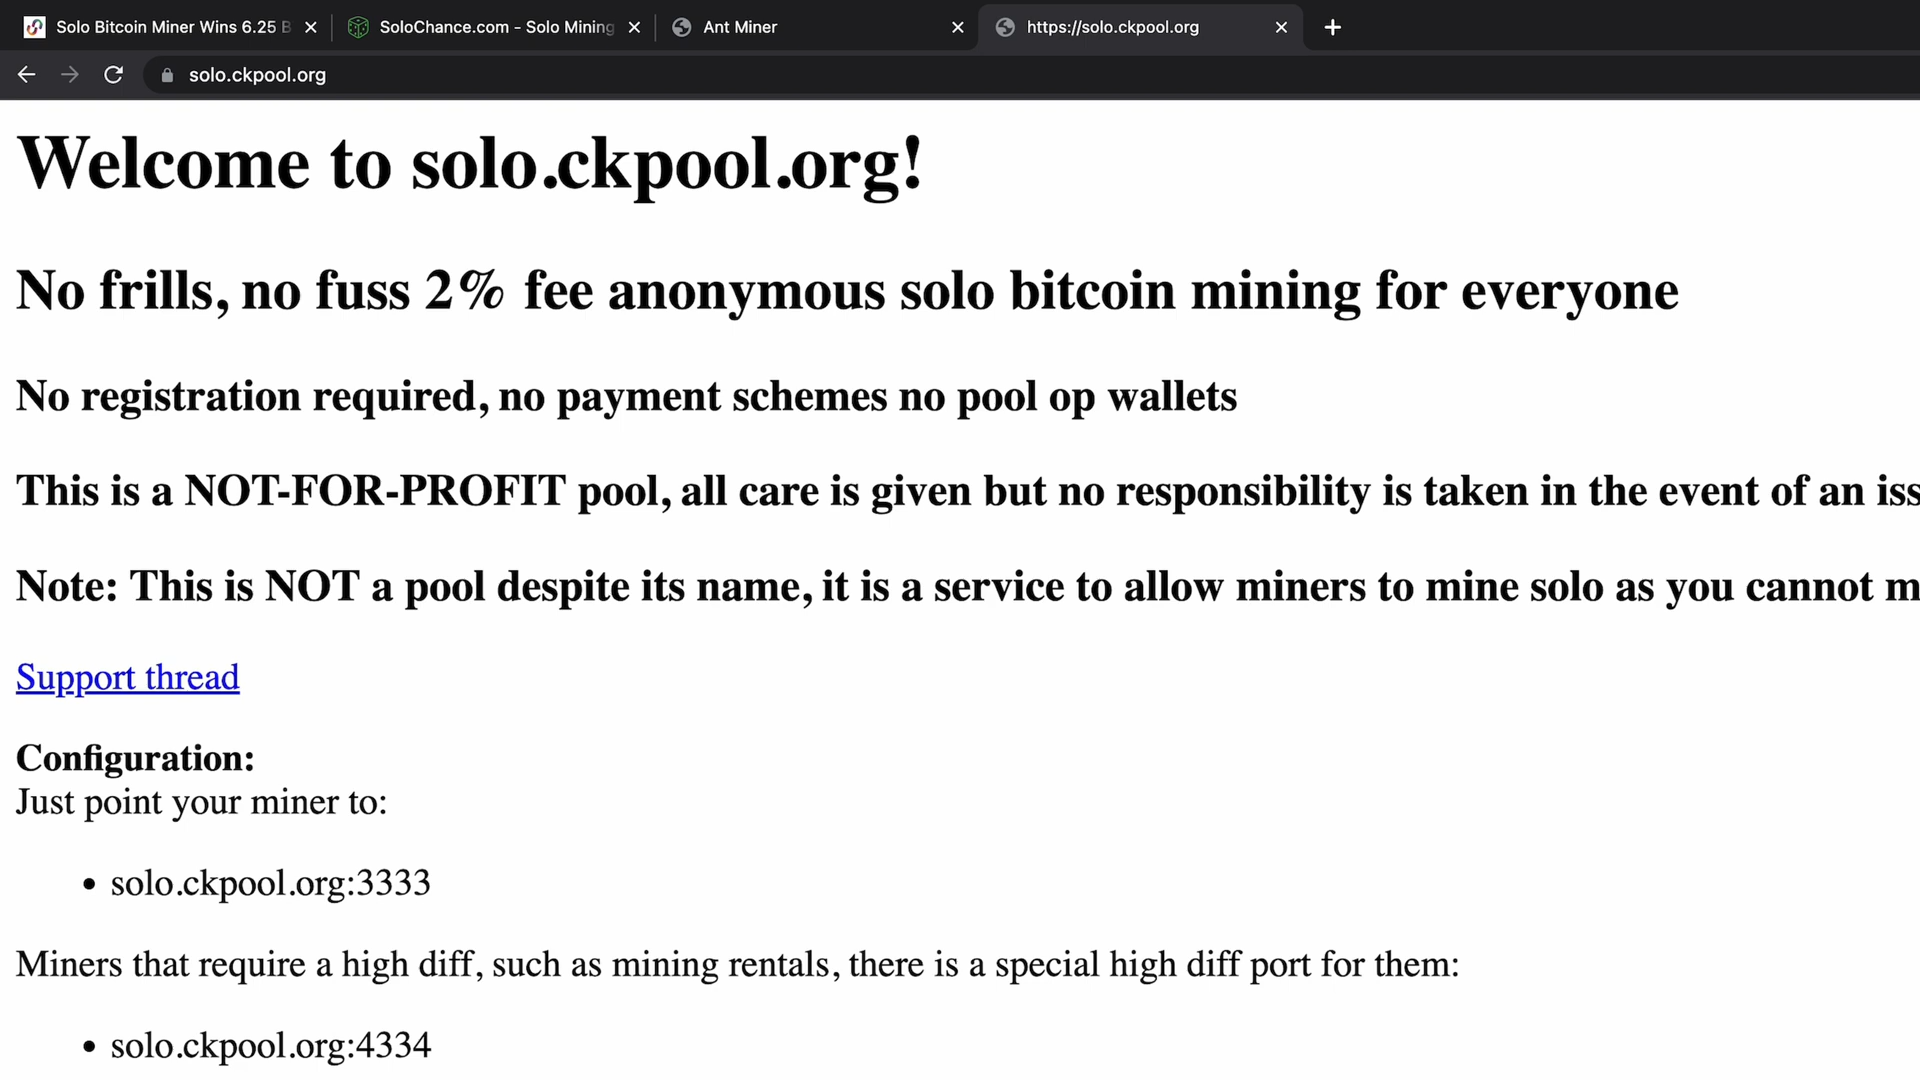 Solo Bitcoin Miner Wins 6.25 B
SoloChance.com - Solo Mining
Ant Miner
https://solo.ckpool.org
solo.ckpool.org
Welcome to solo.ckpool.org!
No frills, no fuss 2% fee anonymous solo bitcoin mining for everyone
No registration required, no payment schemes no pool op wallets
This is a NOT-FOR-PROFIT pool, all care is given but no responsibility is taken in the event of an iss
Note: This is NOT a pool despite its name, it is a service to allow miners to mine solo as you cannot m
Support thread
Configuration:
Just point your miner to:
• solo.ckpool.org:3333
Miners that require a high diff, such as mining rentals, there is a special high diff port for them:
• solo.ckpool.org:4334